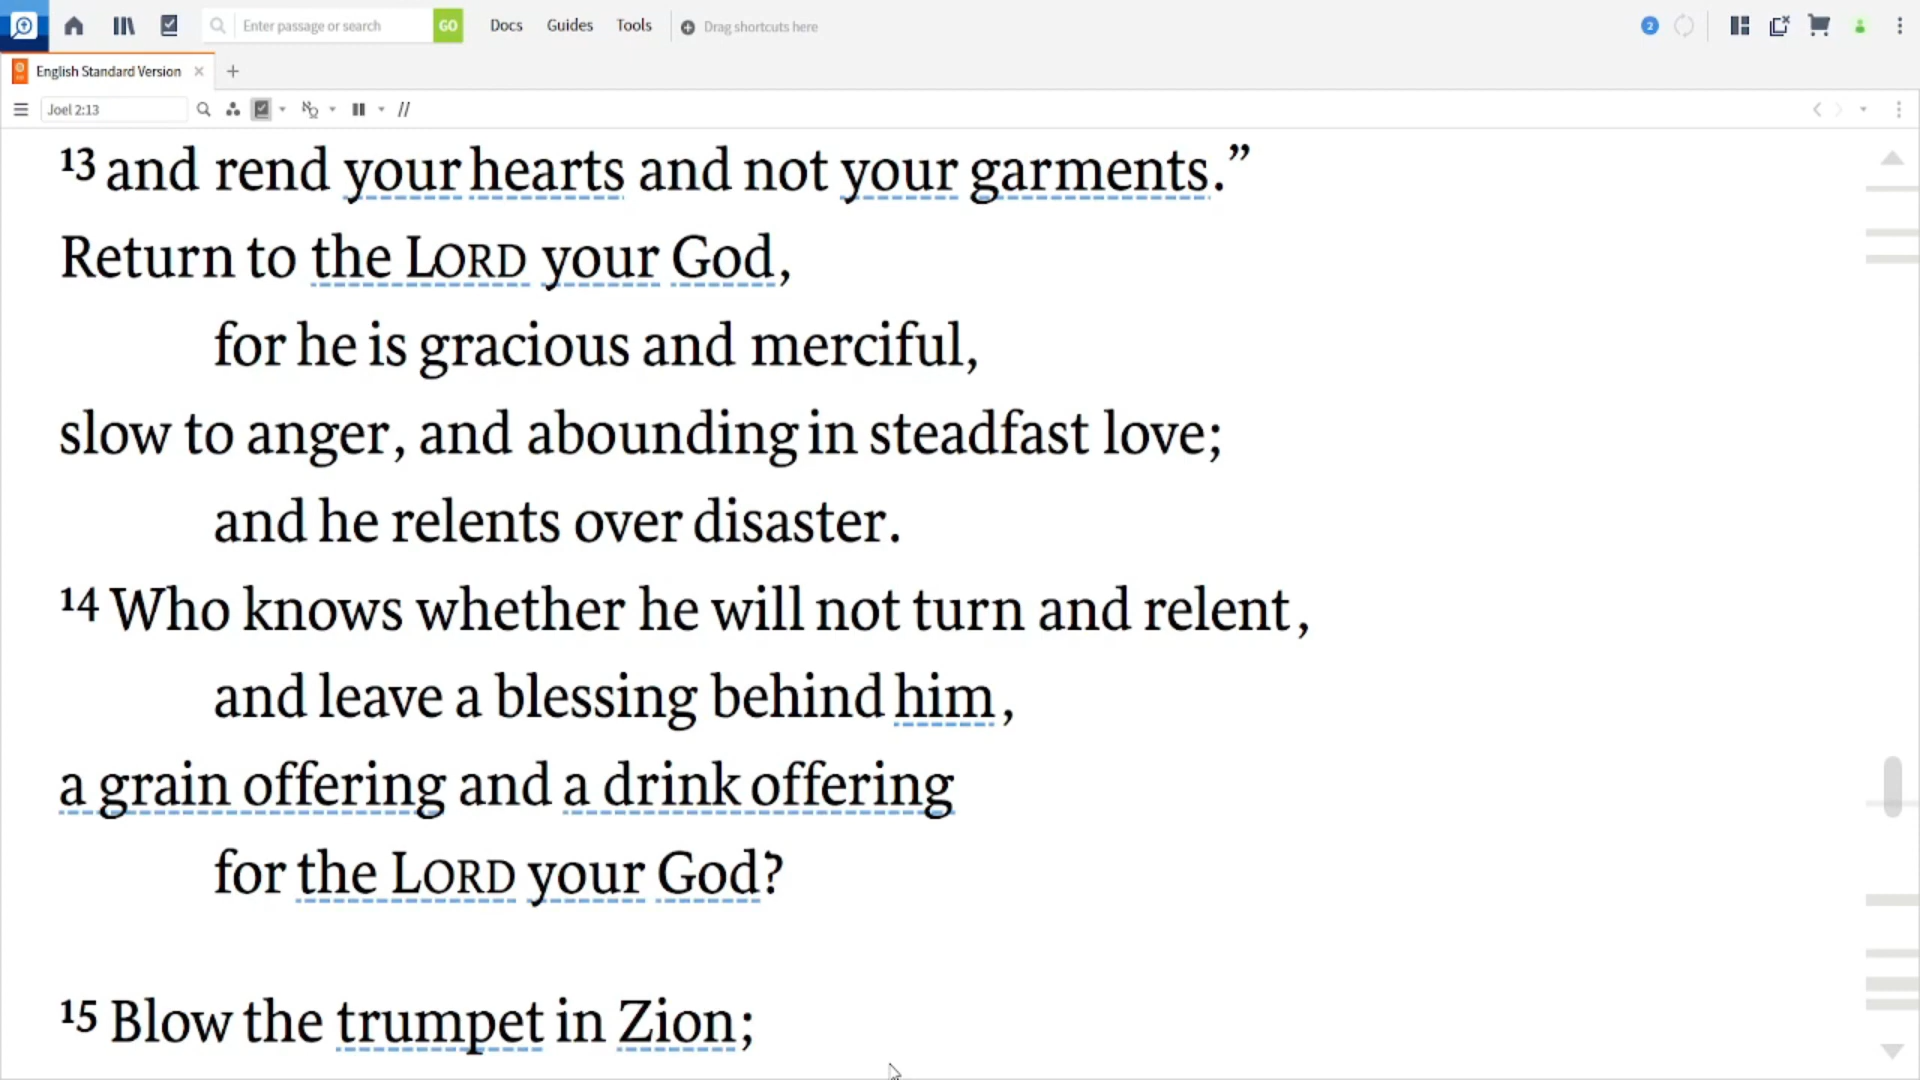 Enter passage or search
GO
Docs
Guides
Tools
Drag shortcuts here
2
English Standard Version
Joel 2:13
13 and rend your hearts and not your garments.”
Return to the LORD your God,
for he is gracious and merciful,
slow to anger, and abounding in steadfast love;
and he relents over disaster.
14 Who knows whether he will not turn and relent,
and leave a blessing behind him,
a grain offering and a drink offering
for the LORD your God?
15 Blow the trumpet in Zion;